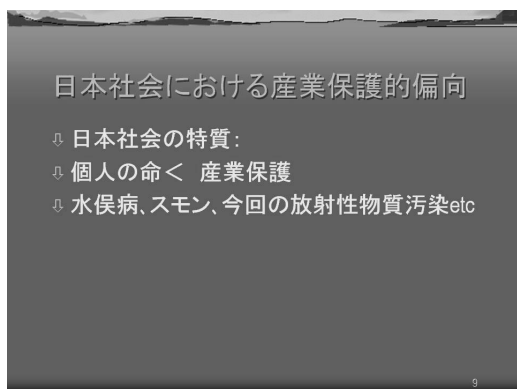 日本社会における産業保護的偏向
⇩ 日本社会の特質:
⇩ 個人の命< 産業保護
⇩ 水俣病、スモン、今回の放射性物質汚染etc
9